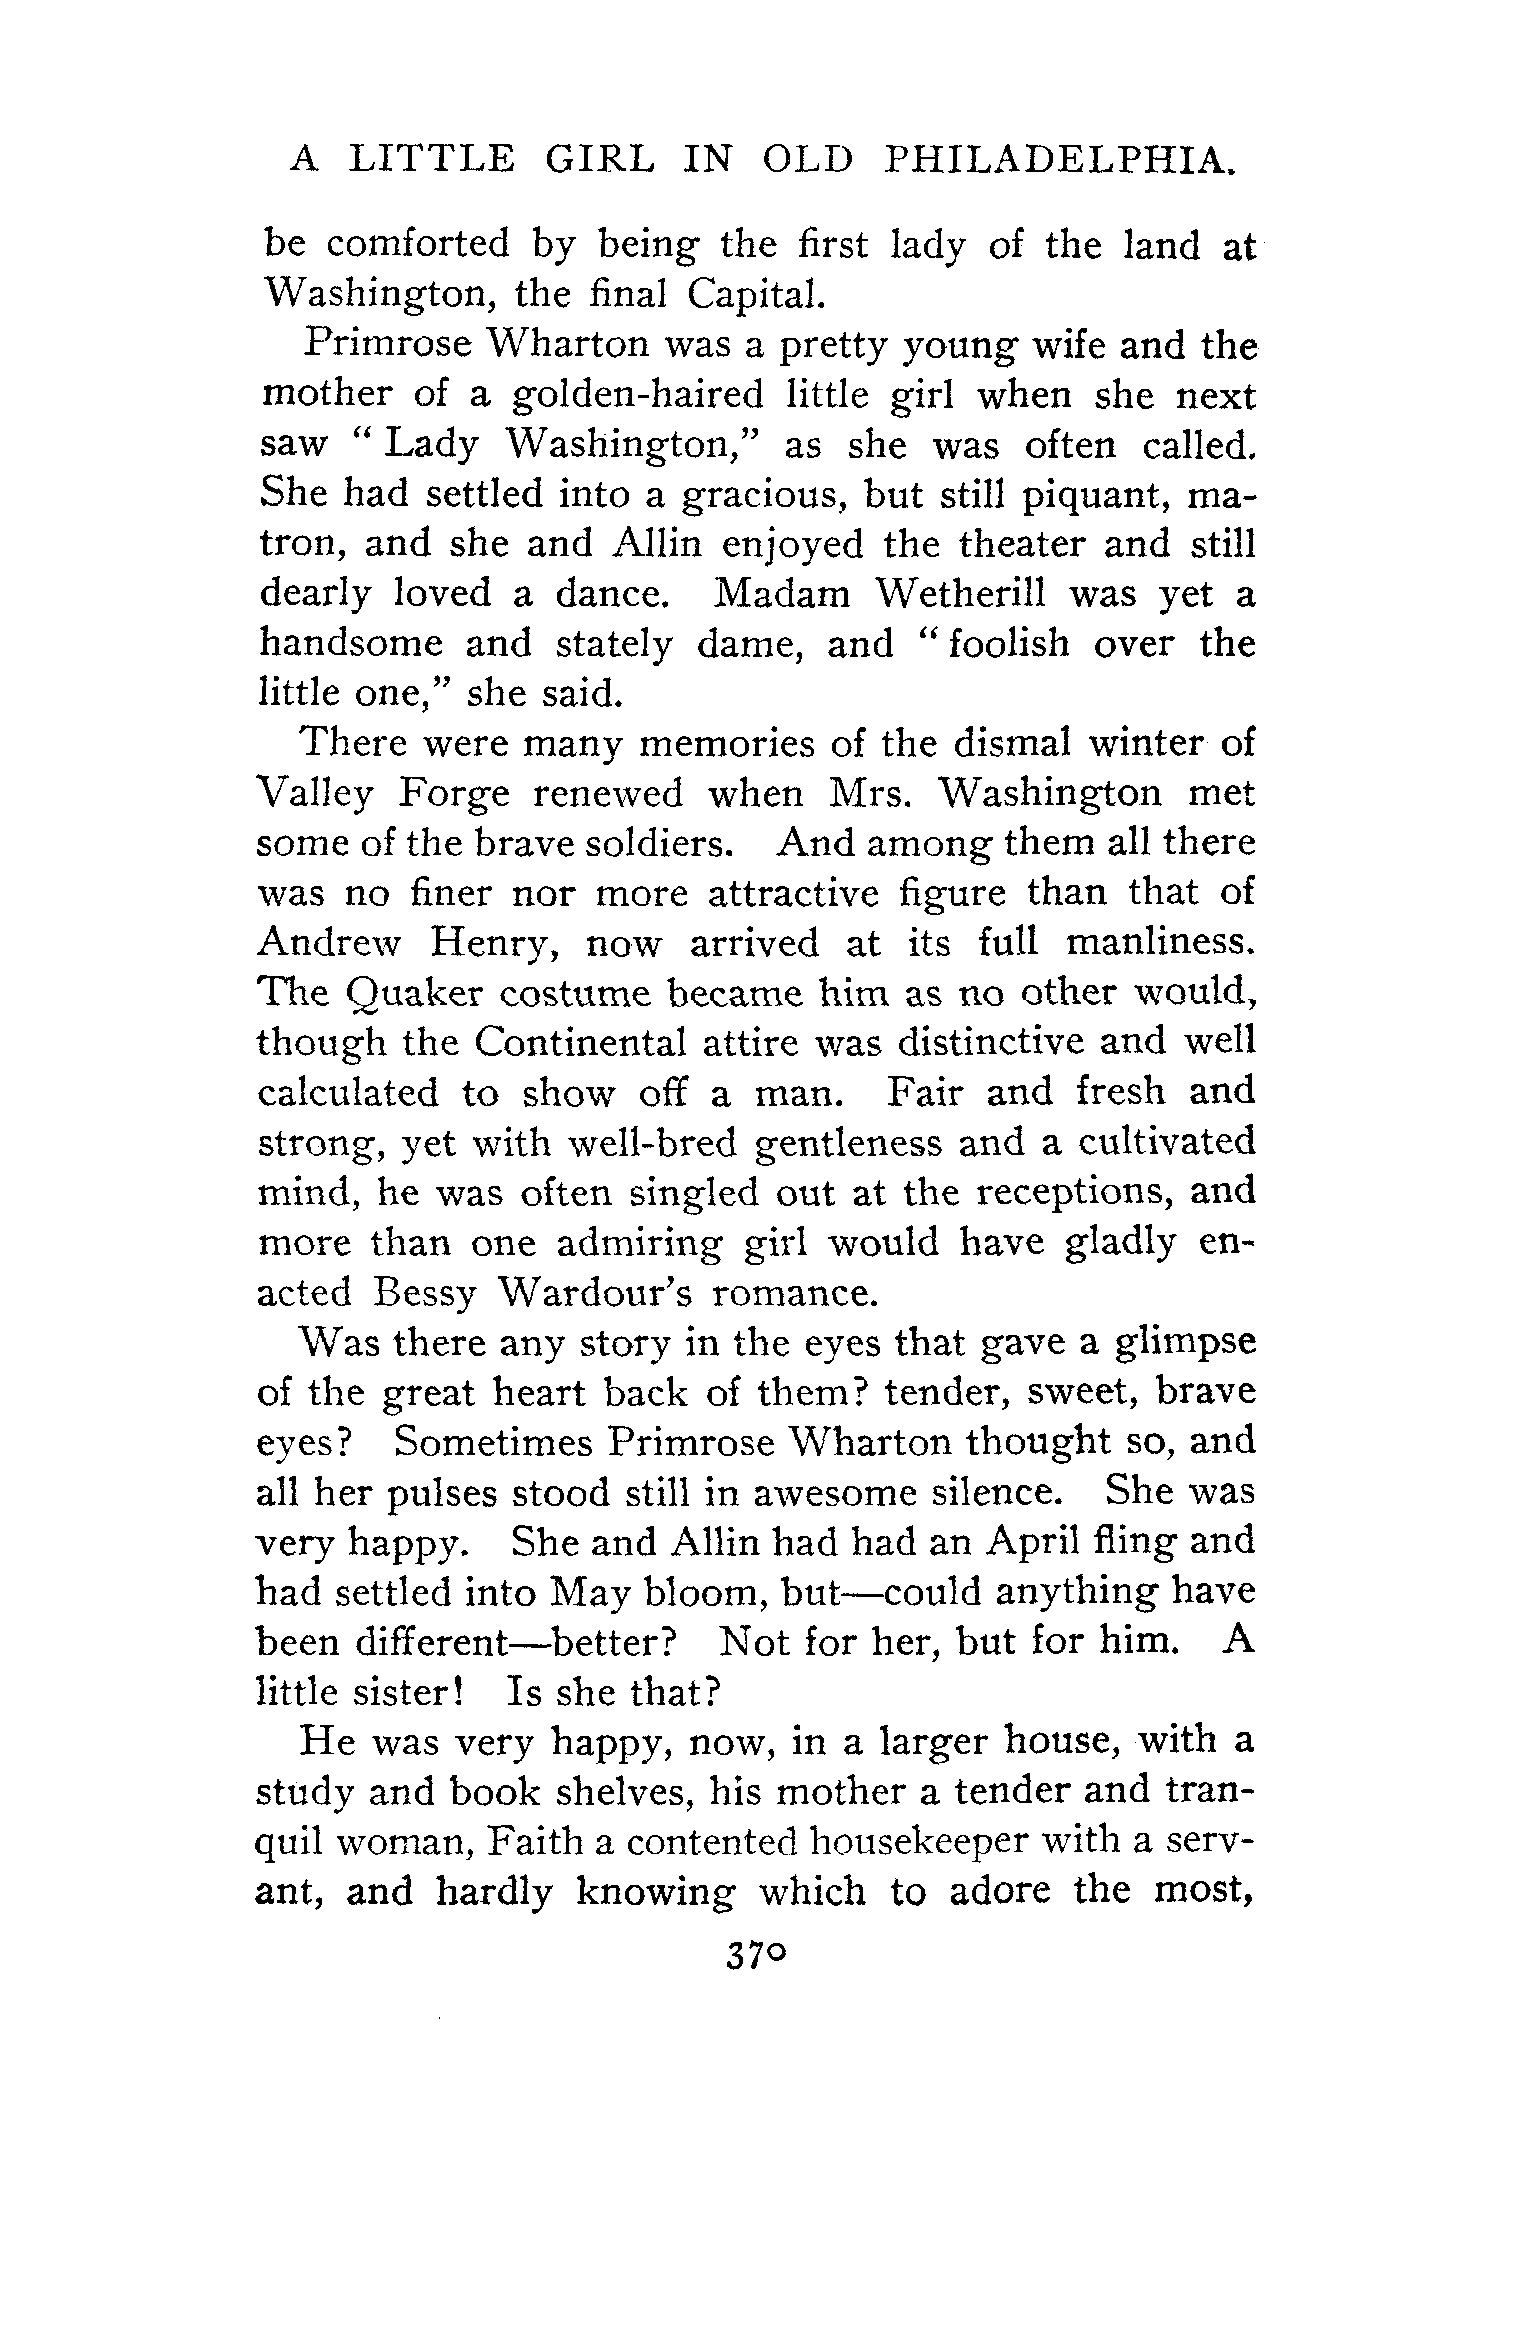 A LITTLE GIRL IN OLD PHILADELPHIA.
be comforted by being the first lady of the land at
Washington, the final Capital.
Primrose Wharton was a pretty young wife and the
mother of a golden-haired little girl when she next
saw “ Lady Washington,” as she was often called.
She had settled into a gracious, but still piquant, ma-
tron, and she and Allin enjoyed the theater and still
dearly loved a dance. Madam Wetherill was yet a
handsome and stately dame, and “ foolish over the
little one,” she said.
There were many memories of the dismal winter of
Valley Forge renewed when Mrs. Washington met
some of the brave soldiers. And among them all there
was no finer nor more attractive figure than that of
Andrew Henry, now arrived at its full manliness.
The Quaker costume became him as no other would,
though the Continental attire was distinctive and well
calculated to show off a man. Fair and fresh and
strong, yet with well-bred gentleness and a cultivated
mind, he was often singled out at the receptions, and
more than one admiring girl would have gladly en-
acted Bessy Wardour’s romance.
Was there any story in the eyes that gave a glimpse
of the great heart back of them? tender, sweet, brave
eyes? Sometimes Primrose Wharton thought so, and
all her pulses stood still in awesome silence. She was
very happy. She and Allin had had an April fling and
had settled into May bloom, but—could anything have
been different—better? Not for her, but for him. A
little sister! Is she that?
He was very happy, now, in a larger house, with a
study and book shelves, his mother a tender and tran-
quil woman, Faith a contented housekeeper with a serv-
ant, and hardly knowing which to adore the most,
370